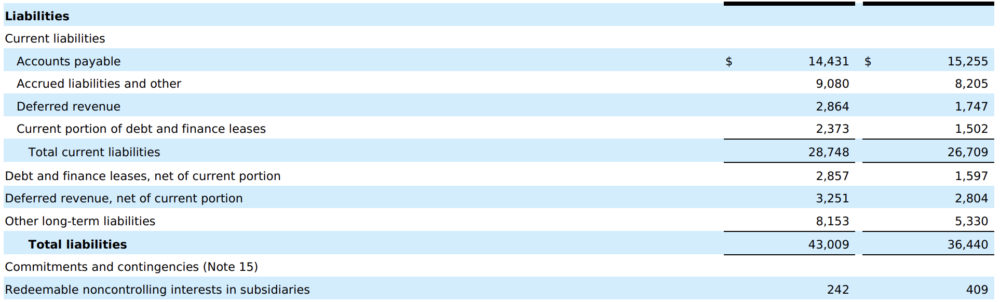 Liabilities
Current liabilities
Accounts payable $ 14,431 $ 15,255
Accrued liabilities and other 9,080 8,205
Deferred revenue 2,864 1,747
Current portion of debt and finance leases 2,373 1,502
Total current liabilities 28,748 26,709
Debt and finance leases, net of current portion 2,857 1,597
Deferred revenue, net of current portion 3,251 2,804
Other long-term liabilities 8,153 5,330
Total liabilities 43,009 36,440
Commitments and contingencies (Note 15)
Redeemable noncontrolling interests in subsidiaries 242 409